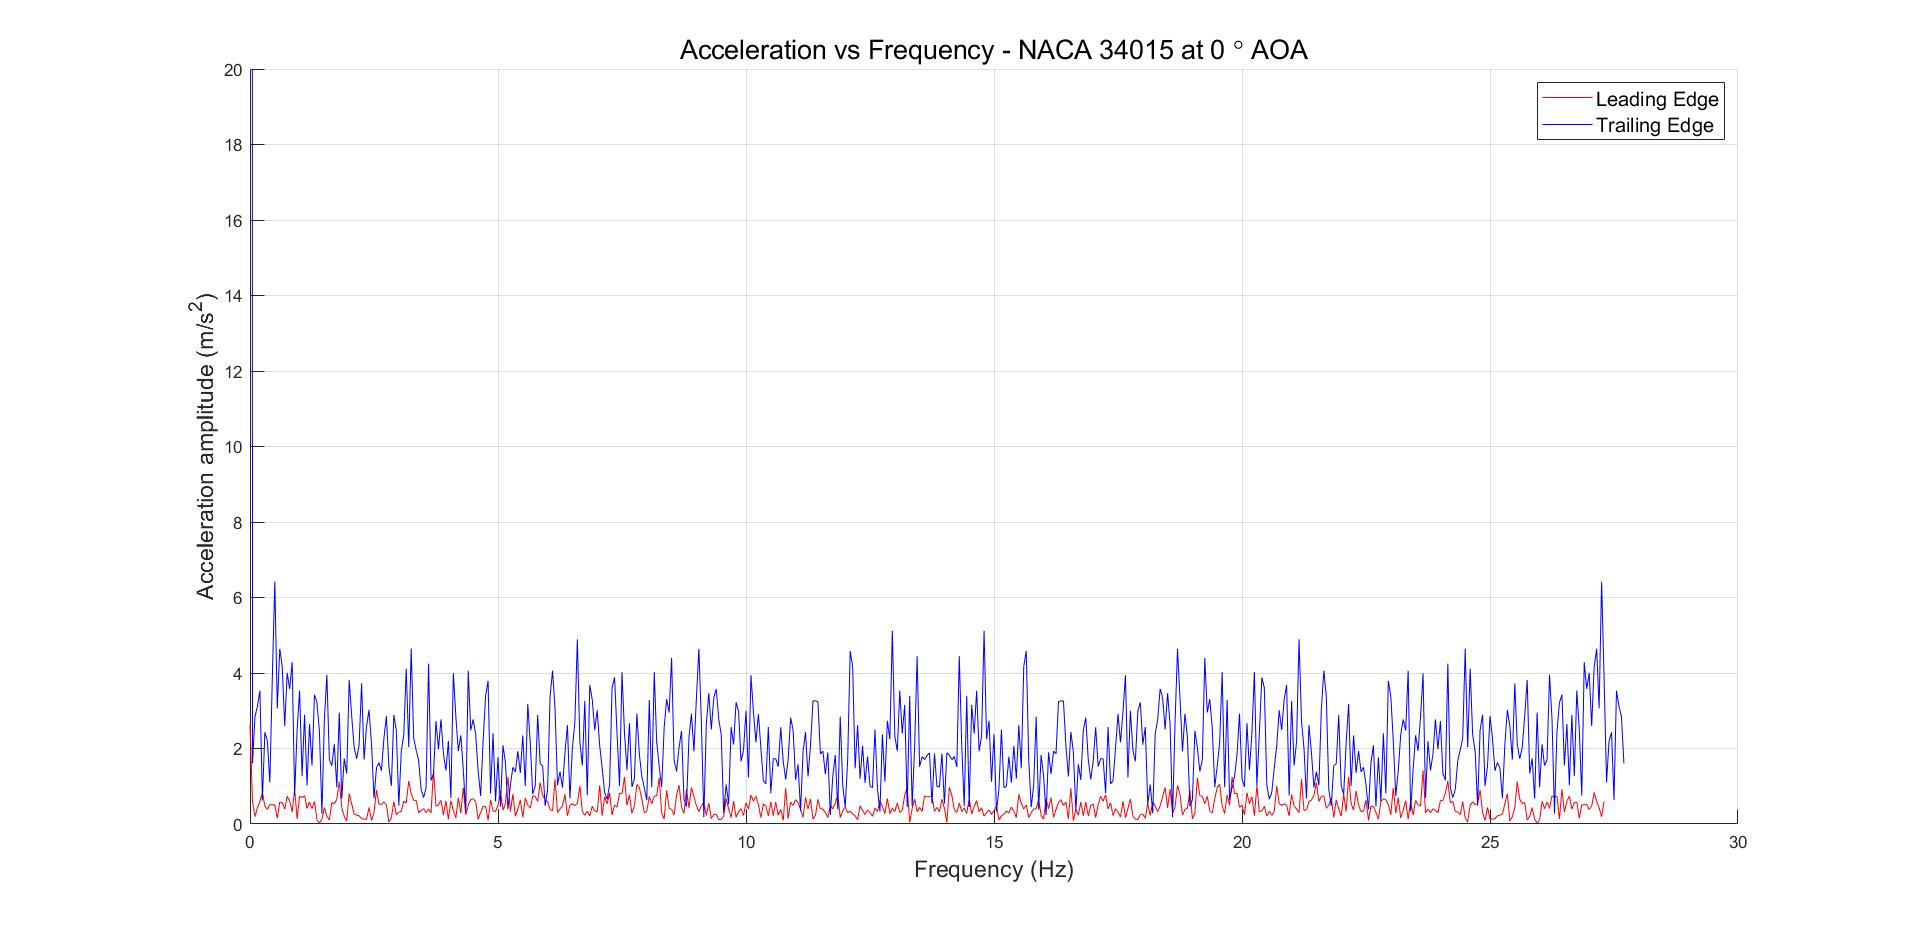 Acceleration vs Frequency - NACA 34015 at 0 ° AOA
Leading Edge
Trailing Edge
Acceleration amplitude (m/s²)
20
18
16
14
12
10
8
6
4
2
0
0 5 10 15 20 25 30
Frequency (Hz)